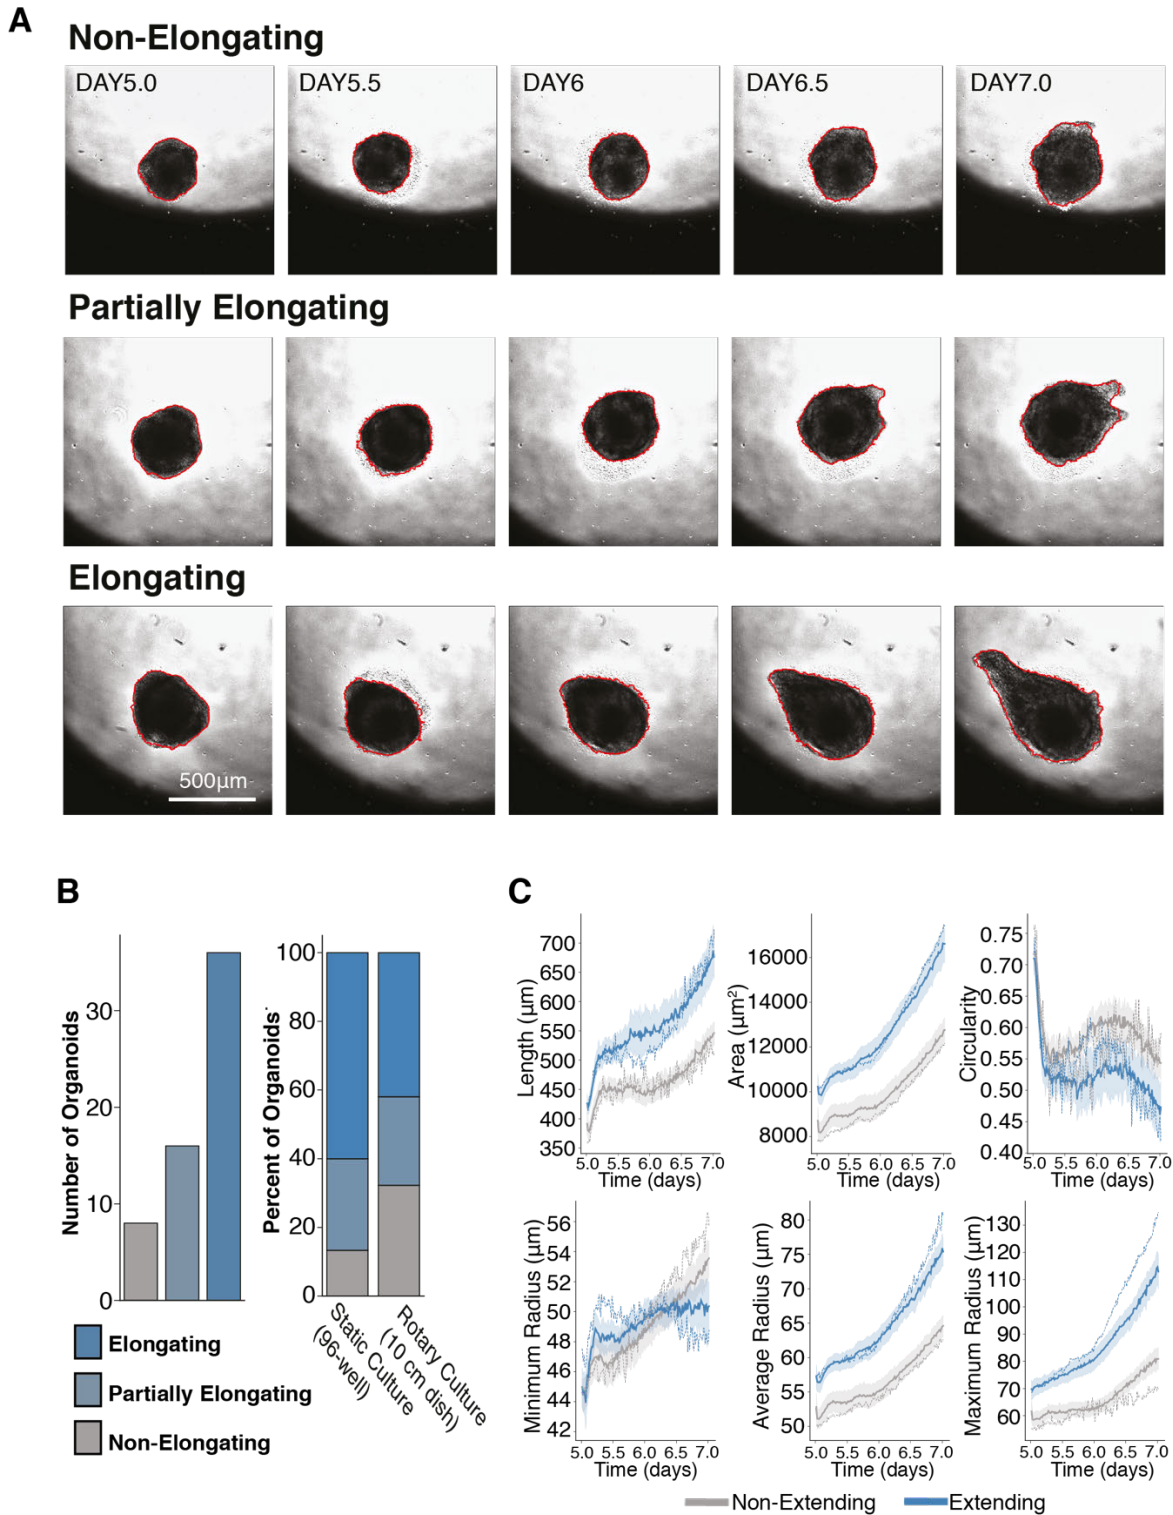 A
Non-Elongating
DAY5.0
DAY5.5
DAY6
DAY6.5
DAY7.0
Partially Elongating
Elongating
500µm
B
Number of Organoids
30
20
10
0
Percent of Organoids
100
80
60
40
20
0
Static Culture
(96-well)
Rotary Culture
(10 cm dish)
Elongating
Partially Elongating
Non-Elongating
C
Length (µm)
700
650
600
550
500
450
400
350
5.0 5.5 6.0 6.5 7.0
Time (days)
Area (µm²)
16000
14000
12000
10000
8000
5.0 5.5 6.0 6.5 7.0
Time (days)
Circularity
0.75
0.70
0.65
0.60
0.55
0.50
0.45
0.40
5.0 5.5 6.0 6.5 7.0
Time (days)
Minimum Radius (µm)
56
54
52
50
48
46
44
42
5.0 5.5 6.0 6.5 7.0
Time (days)
Average Radius (µm)
80
75
70
65
60
55
50
5.0 5.5 6.0 6.5 7.0
Time (days)
Maximum Radius (µm)
130
120
110
100
90
80
70
60
5.0 5.5 6.0 6.5 7.0
Time (days)
Non-Extending
Extending